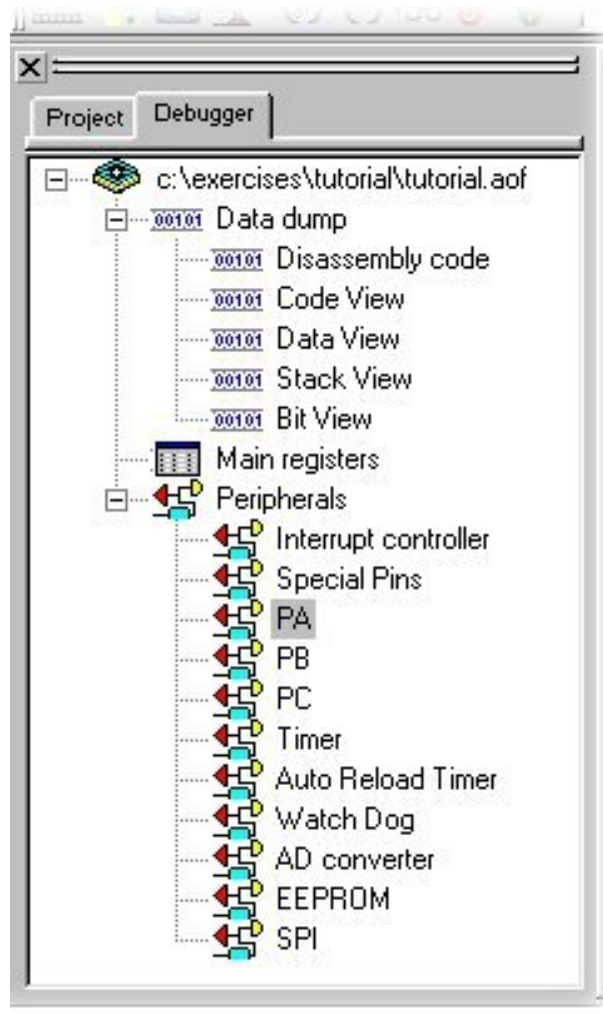 Project Debugger
c:\exercises\tutorial\tutorial.aof
00101 Data dump
00101 Disassembly code
00101 Code View
00101 Data View
00101 Stack View
00101 Bit View
Main registers
Peripherals
Interrupt controller
Special Pins
PA
PB
PC
Timer
Auto Reload Timer
Watch Dog
AD converter
EEPROM
SPI